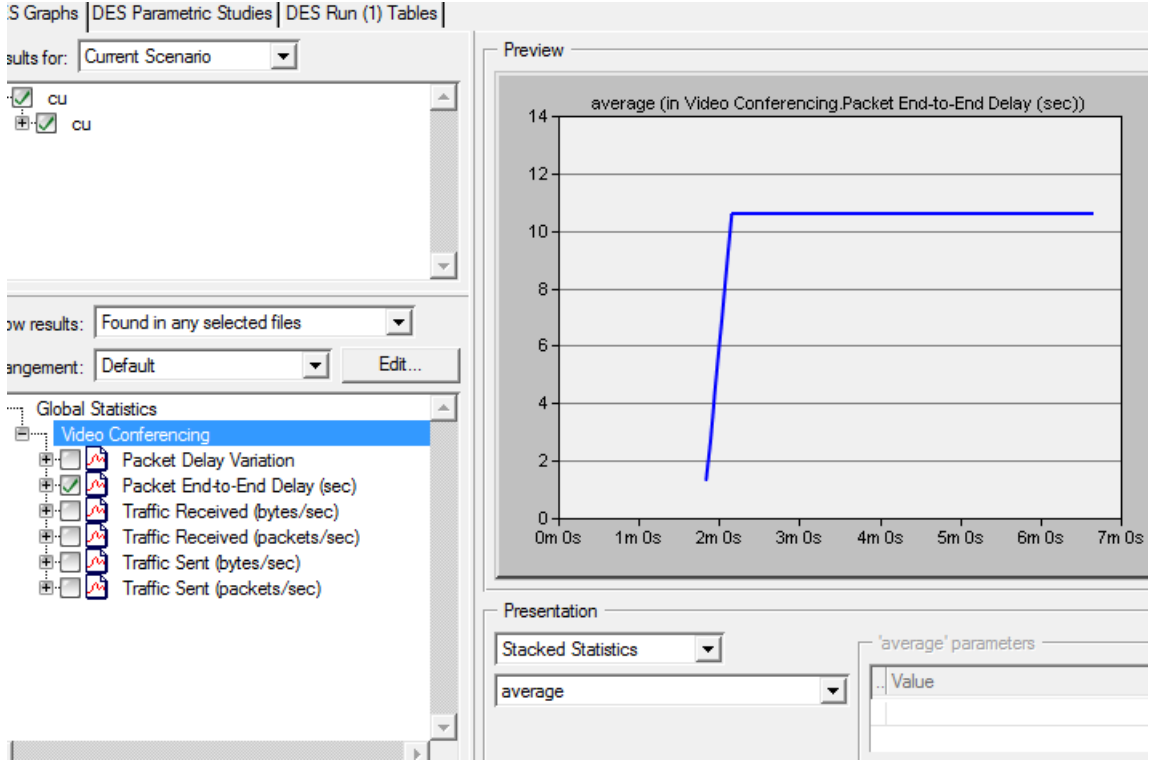 S Graphs DES Parametric Studies DES Run (1) Tables
sults for: Current Scenario
cu
cu
ow results: Found in any selected files
angement: Default Edit...
Global Statistics
Video Conferencing
Packet Delay Variation
Packet End-to-End Delay (sec)
Traffic Received (bytes/sec)
Traffic Received (packets/sec)
Traffic Sent (bytes/sec)
Traffic Sent (packets/sec)
Preview
average (in Video Conferencing.Packet End-to-End Delay (sec))
14
12
10
8
6
4
2
0
0m 0s 1m 0s 2m 0s 3m 0s 4m 0s 5m 0s 6m 0s 7m 0s
Presentation
Stacked Statistics
average
'average' parameters
.. Value